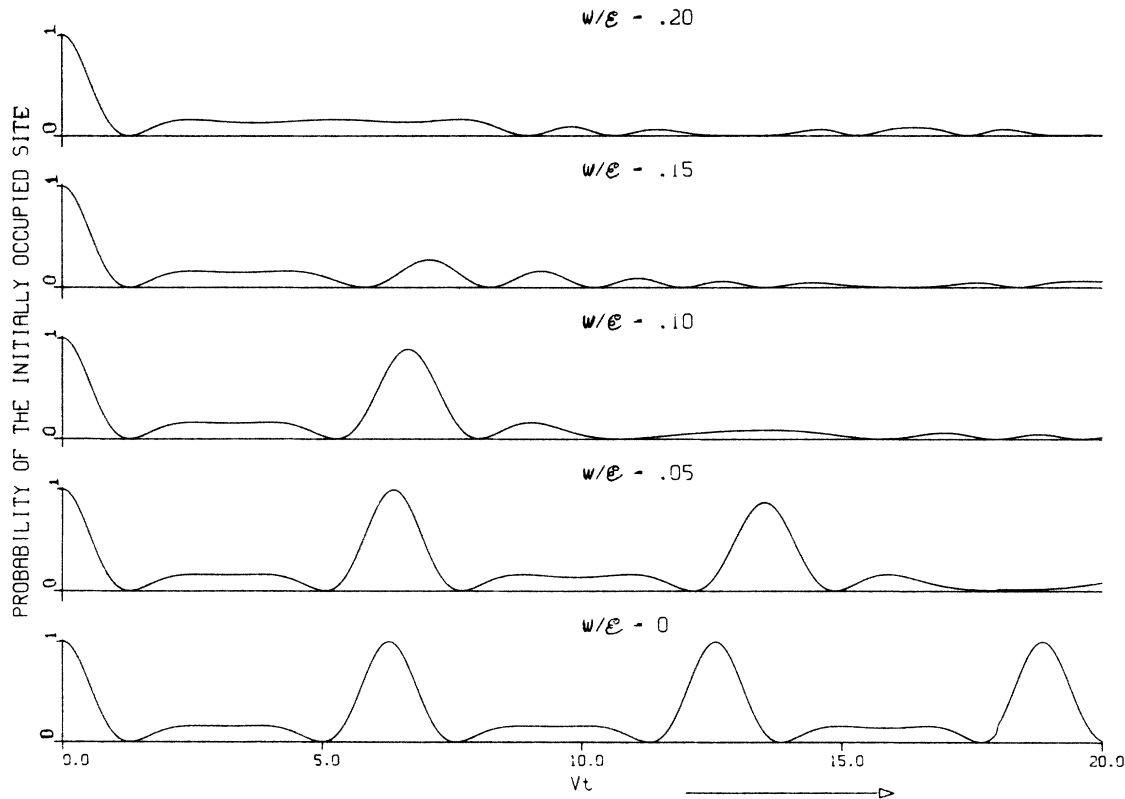 W/ℰ - .20
1
0
W/ℰ - .15
1
0
W/ℰ - .10
1
0
W/ℰ - .05
1
0
W/ℰ - 0
1
0
PROBABILITY OF THE INITIALLY OCCUPIED SITE
0.0 5.0 10.0 15.0 20.0
Vt